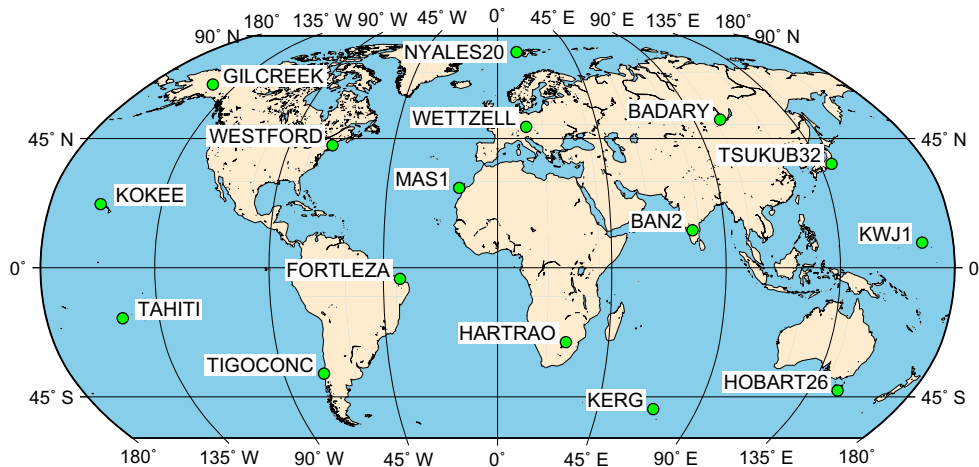 180° 135° W 90° W 45° W 0° 45° E 90° E 135° E 180°
90° N 90° N
NYALES20
GILCREEK
WETTZELL BADARY
WESTFORD
45° N 45° N
TSUKUB32
MAS1
KOKEE
BAN2 KWJ1
0° 0°
FORTLEZA
TAHITI
HARTRAO
TIGOCONC
HOBART26
KERG
45° S 45° S
180° 135° W 90° W 45° W 0° 45° E 90° E 135° E 180°